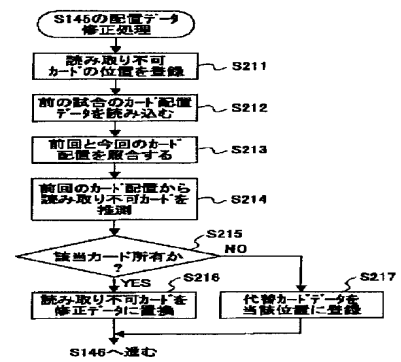 S145の配置データ
修正処理
読み取り不可
カードの位置を登録
S211
前の試合のカード配置
データを読み込む
S212
前回と今回のカード
配置を照合する
S213
前回のカード配置から
読み取り不可カードを
推測
S214
S215
該当カード所有か
?
NO
YES
S216
読み取り不可カードを
修正データに置換
S217
代替カードデータを
当該位置に登録
S146へ進む